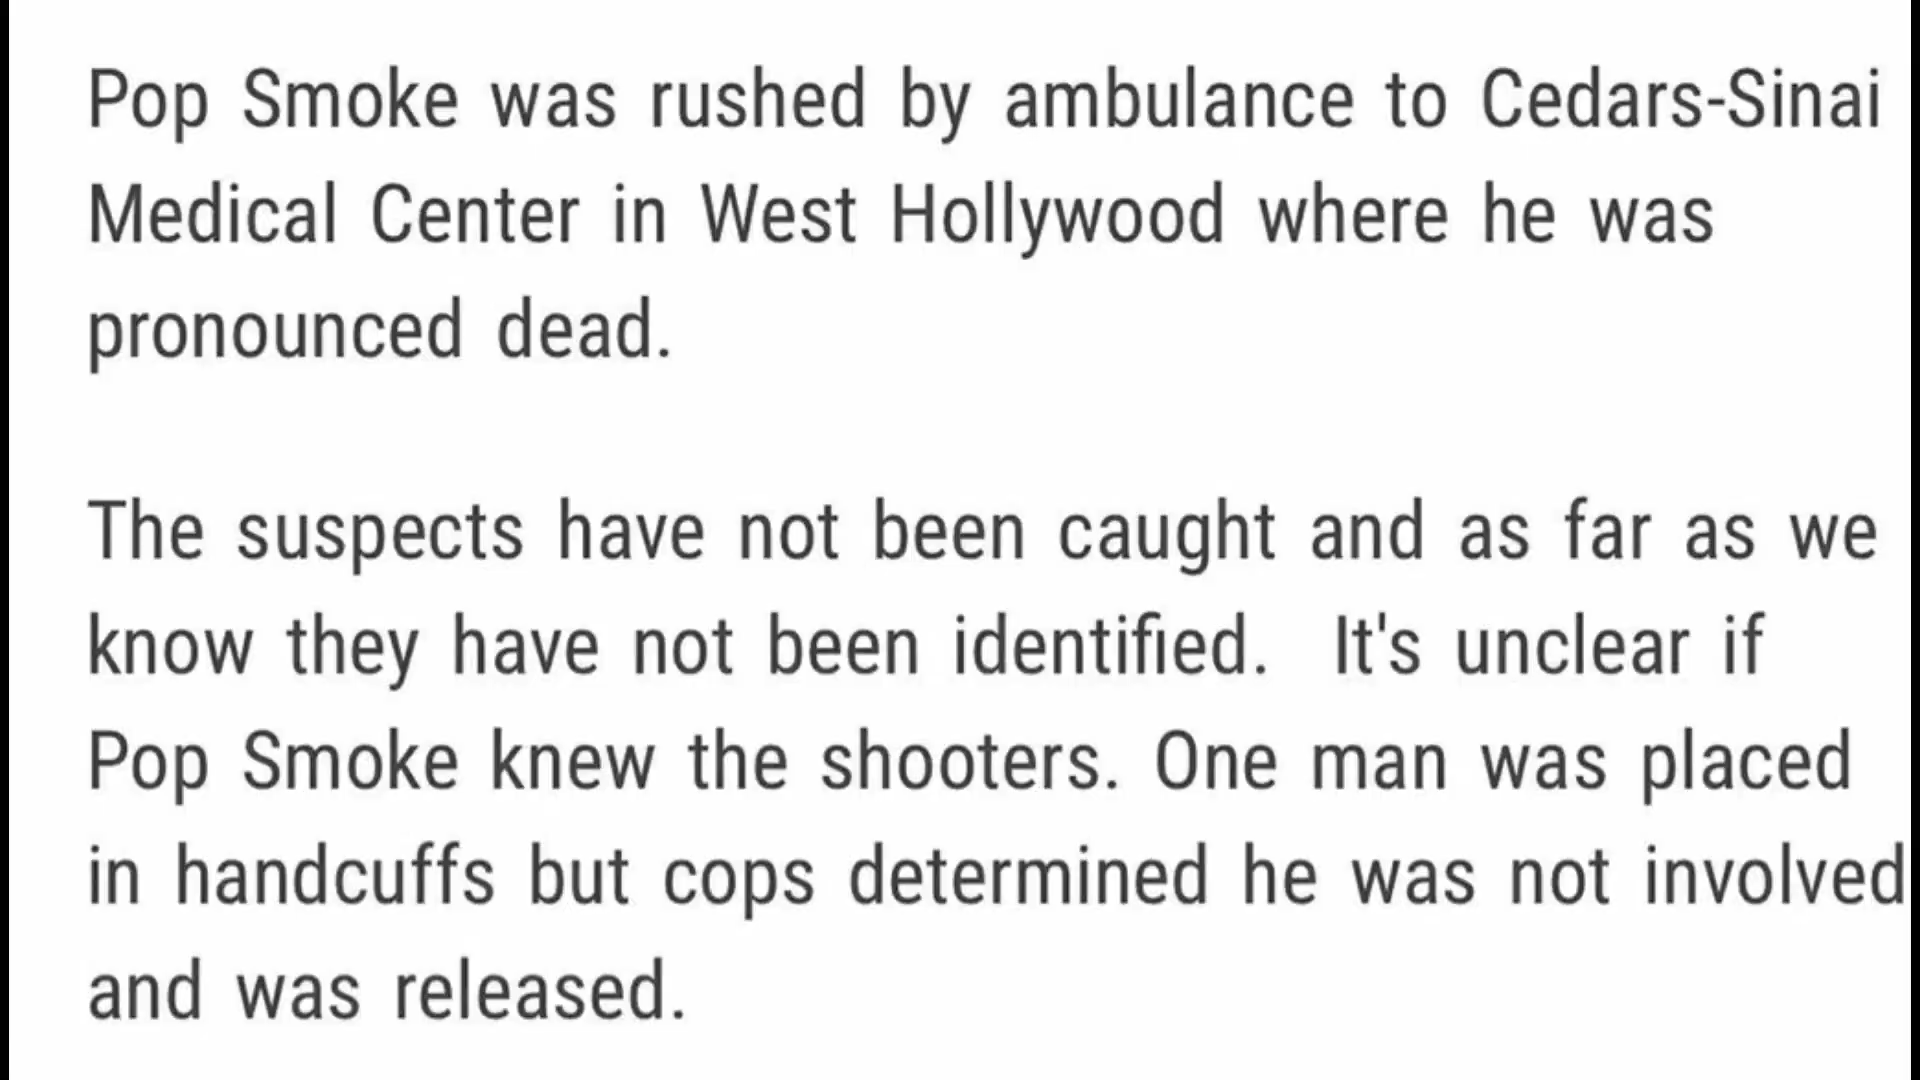 Pop Smoke was rushed by ambulance to Cedars-Sinai
Medical Center in West Hollywood where he was
pronounced dead.
The suspects have not been caught and as far as we
know they have not been identified.  It's unclear if
Pop Smoke knew the shooters. One man was placed
in handcuffs but cops determined he was not involved
and was released.